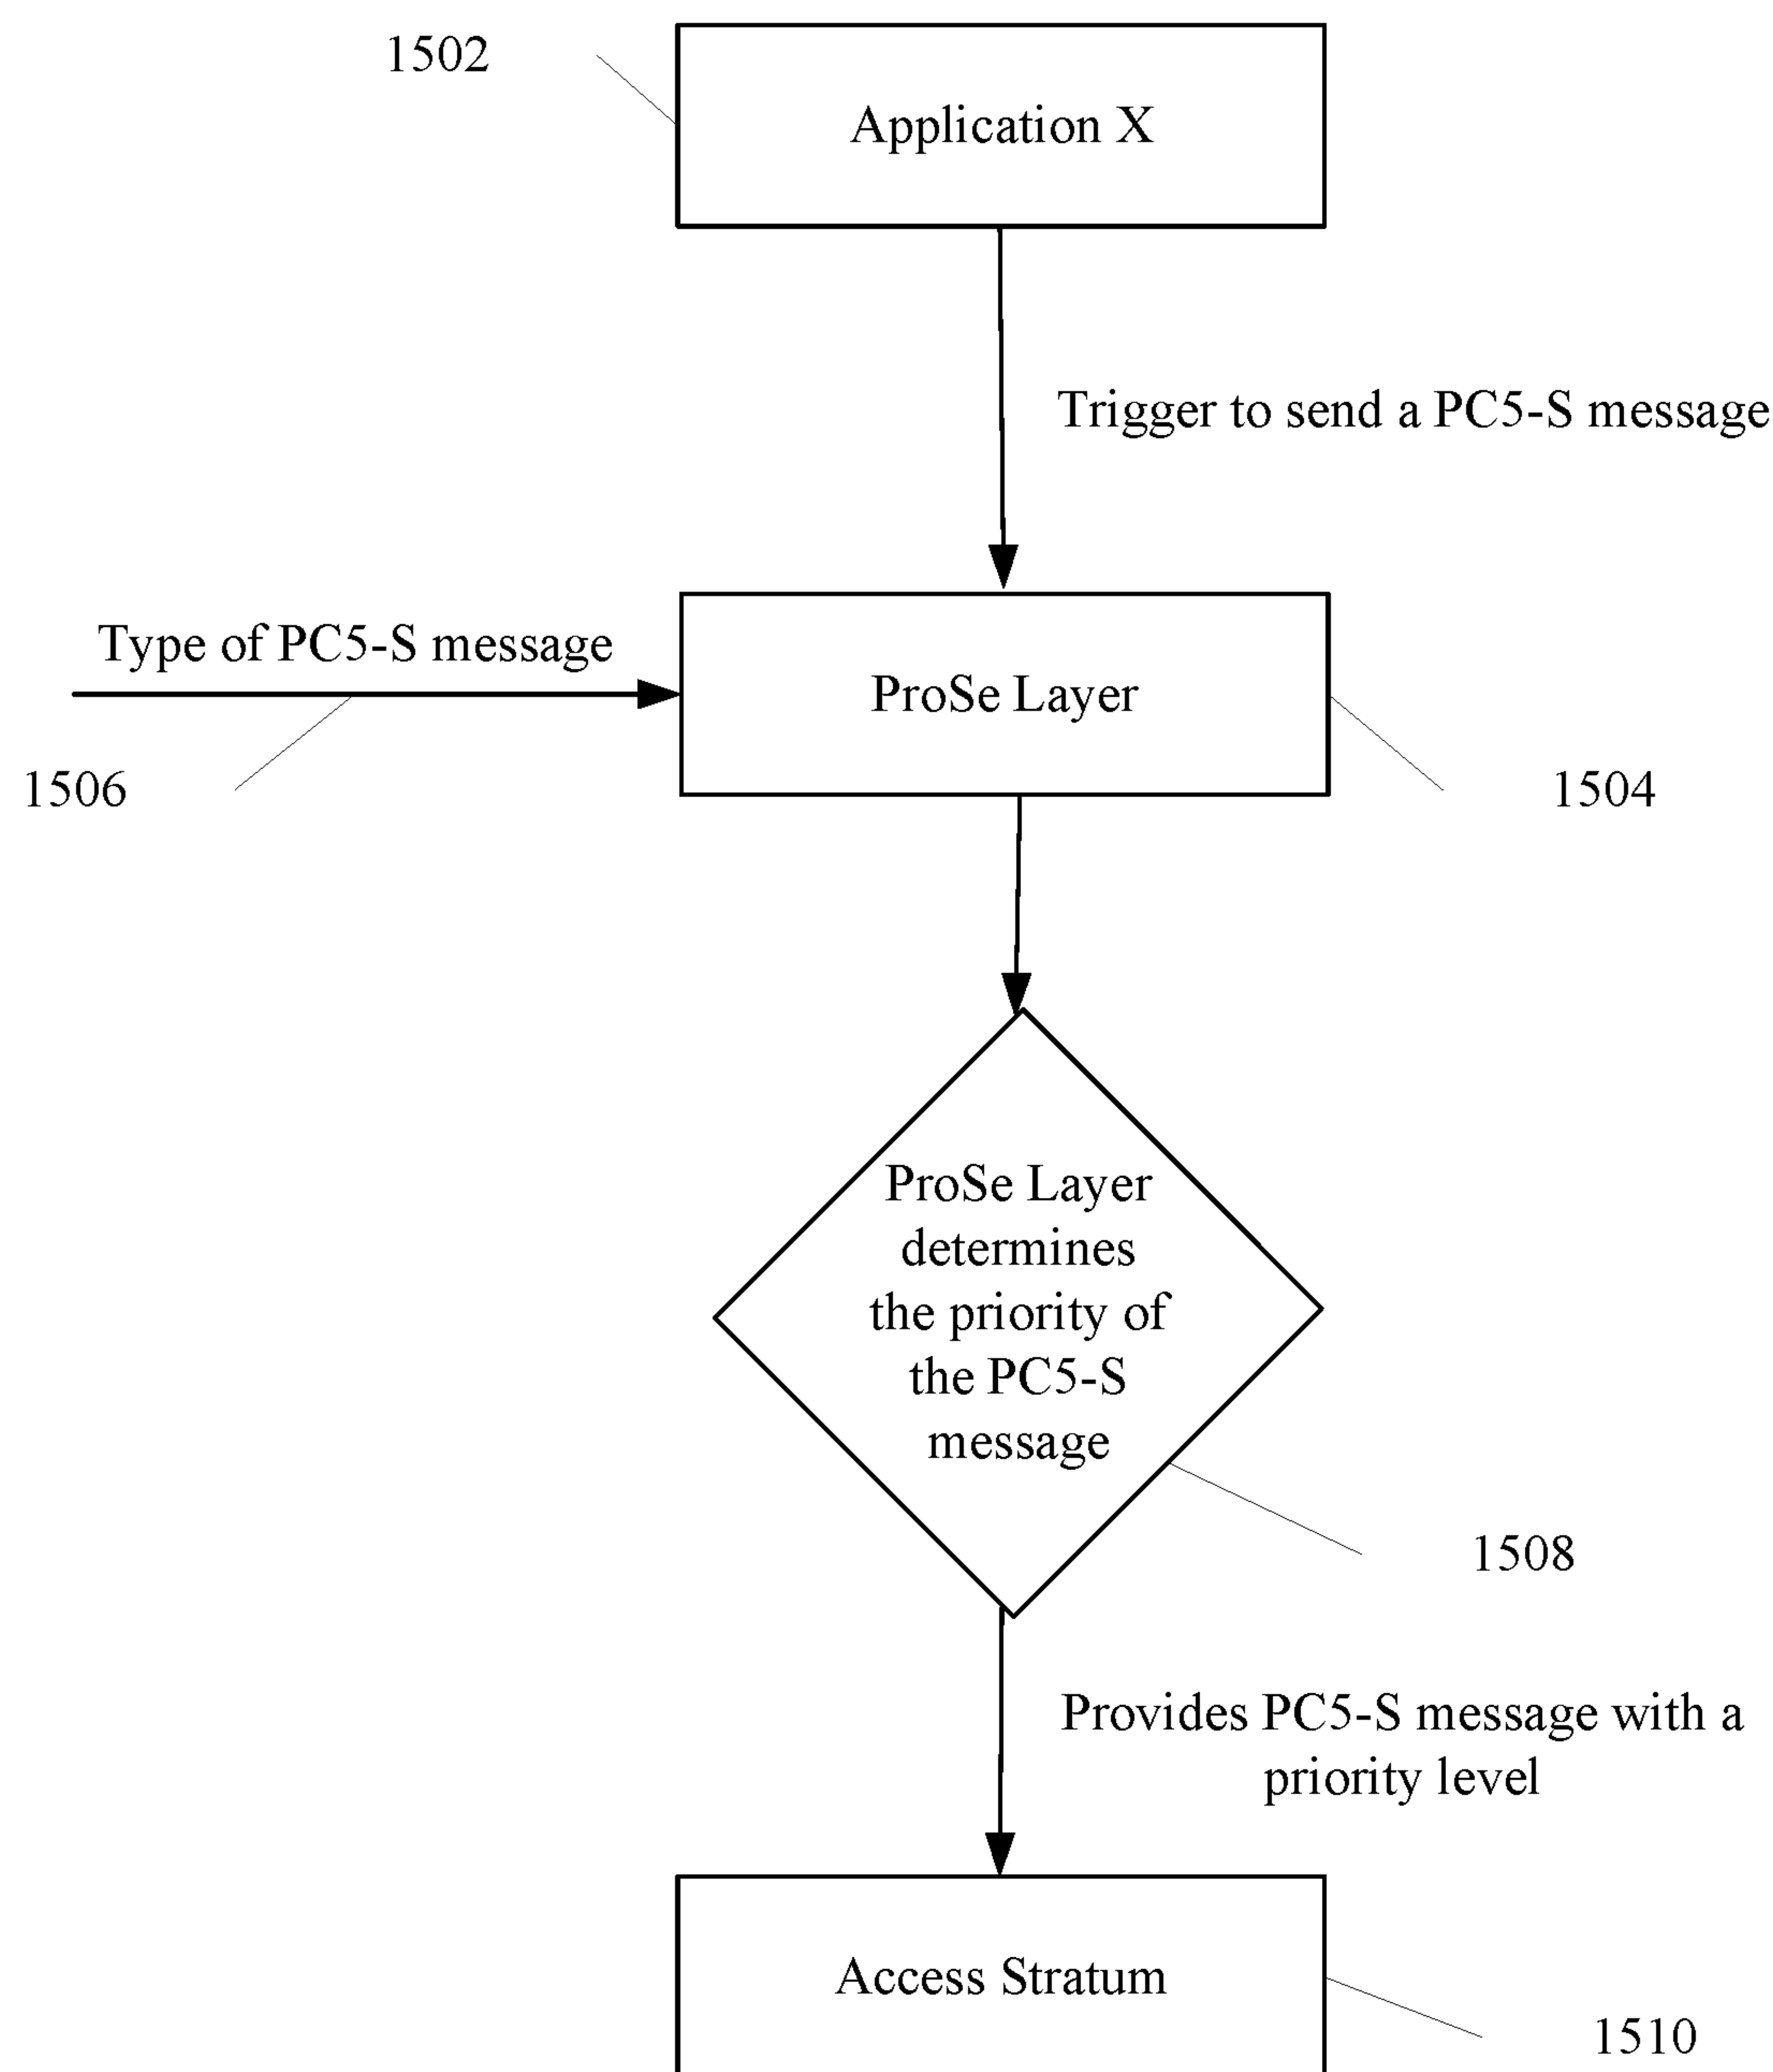 1502
Application X
Trigger to send a PC5-S message
Type of PC5-S message
ProSe Layer
1506
1504
ProSe Layer
determines
the priority of
the PC5-S
message
1508
Provides PC5-S message with a
priority level
Access Stratum
1510